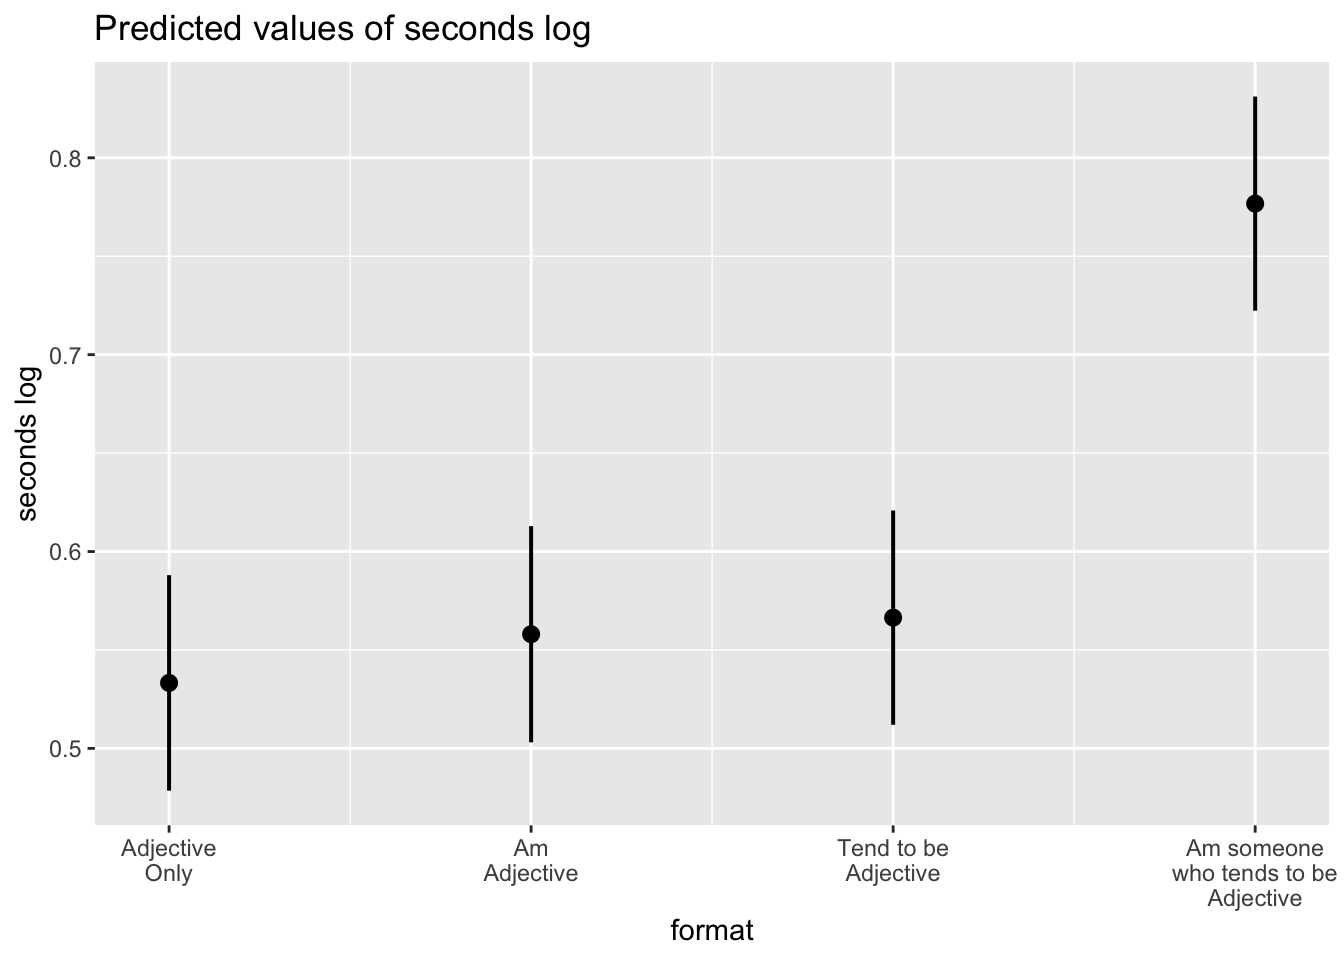 Predicted values of seconds log
seconds log
0.8
0.7
0.6
0.5
Adjective
Only
Am
Adjective
Tend to be
Adjective
Am someone
who tends to be
Adjective
format